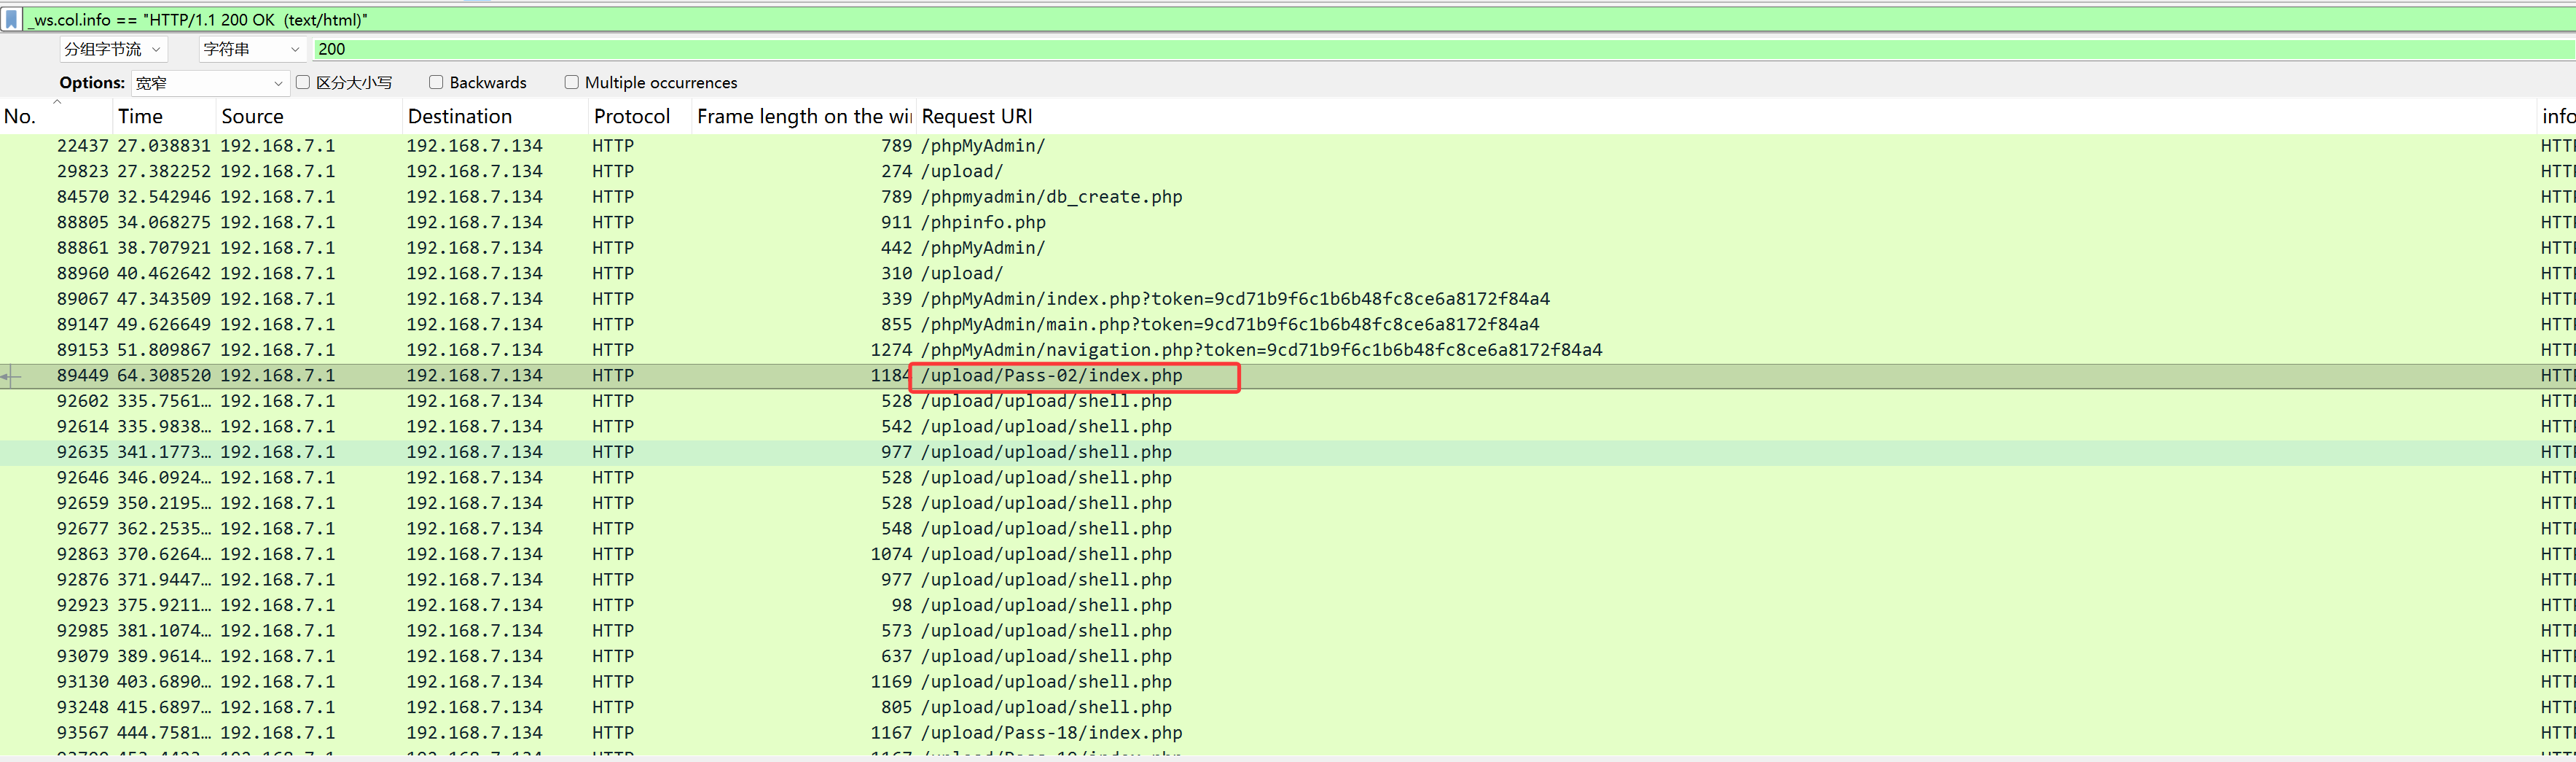 _ws.col.info == "HTTP/1.1 200 OK  (text/html)"
分组字节流 字符串 200
Options: 宽窄 区分大小写 Backwards Multiple occurrences
No. Time Source Destination Protocol Frame length on the wi Request URI info
22437 27.038831 192.168.7.1 192.168.7.134 HTTP 789 /phpMyAdmin/ HTT
29823 27.382252 192.168.7.1 192.168.7.134 HTTP 274 /upload/ HTT
84570 32.542946 192.168.7.1 192.168.7.134 HTTP 789 /phpmyadmin/db_create.php HTT
88805 34.068275 192.168.7.1 192.168.7.134 HTTP 911 /phpinfo.php HTT
88861 38.707921 192.168.7.1 192.168.7.134 HTTP 442 /phpMyAdmin/ HTT
88960 40.462642 192.168.7.1 192.168.7.134 HTTP 310 /upload/ HTT
89067 47.343509 192.168.7.1 192.168.7.134 HTTP 339 /phpMyAdmin/index.php?token=9cd71b9f6c1b6b48fc8ce6a8172f84a4 HTT
89147 49.626649 192.168.7.1 192.168.7.134 HTTP 855 /phpMyAdmin/main.php?token=9cd71b9f6c1b6b48fc8ce6a8172f84a4 HTT
89153 51.809867 192.168.7.1 192.168.7.134 HTTP 1274 /phpMyAdmin/navigation.php?token=9cd71b9f6c1b6b48fc8ce6a8172f84a4 HTT
89449 64.308520 192.168.7.1 192.168.7.134 HTTP 1184 /upload/Pass-02/index.php HTT
92602 335.7561… 192.168.7.1 192.168.7.134 HTTP 528 /upload/upload/shell.php HTT
92614 335.9838… 192.168.7.1 192.168.7.134 HTTP 542 /upload/upload/shell.php HTT
92635 341.1773… 192.168.7.1 192.168.7.134 HTTP 977 /upload/upload/shell.php HTT
92646 346.0924… 192.168.7.1 192.168.7.134 HTTP 528 /upload/upload/shell.php HTT
92659 350.2195… 192.168.7.1 192.168.7.134 HTTP 528 /upload/upload/shell.php HTT
92677 362.2535… 192.168.7.1 192.168.7.134 HTTP 548 /upload/upload/shell.php HTT
92863 370.6264… 192.168.7.1 192.168.7.134 HTTP 1074 /upload/upload/shell.php HTT
92876 371.9447… 192.168.7.1 192.168.7.134 HTTP 977 /upload/upload/shell.php HTT
92923 375.9211… 192.168.7.1 192.168.7.134 HTTP 98 /upload/upload/shell.php HTT
92985 381.1074… 192.168.7.1 192.168.7.134 HTTP 573 /upload/upload/shell.php HTT
93079 389.9614… 192.168.7.1 192.168.7.134 HTTP 637 /upload/upload/shell.php HTT
93130 403.6890… 192.168.7.1 192.168.7.134 HTTP 1169 /upload/upload/shell.php HTT
93248 415.6897… 192.168.7.1 192.168.7.134 HTTP 805 /upload/upload/shell.php HTT
93567 444.7581… 192.168.7.1 192.168.7.134 HTTP 1167 /upload/Pass-18/index.php HTT